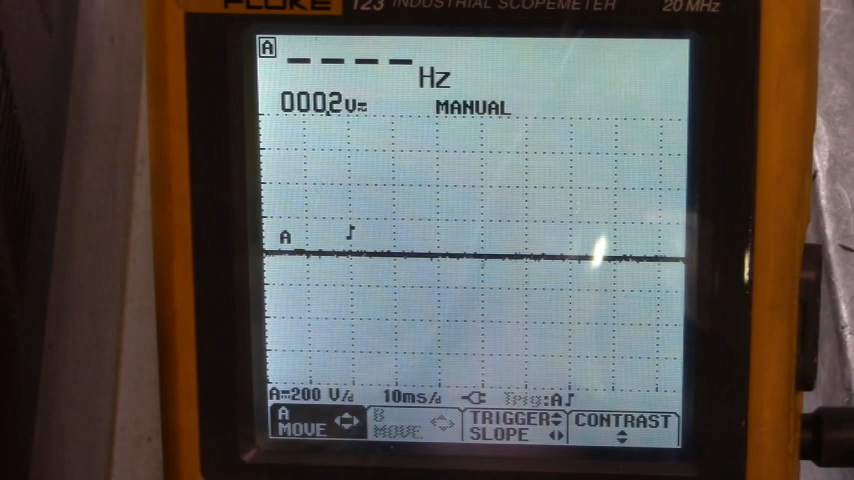 FLUKE 123 INDUSTRIAL SCOPEMETER 20 MHz
A
---- Hz
000.2 V MANUAL
A
A 200 V/d 10ms/d Trig:A
A MOVE
B MOVE
TRIGGER SLOPE
CONTRAST